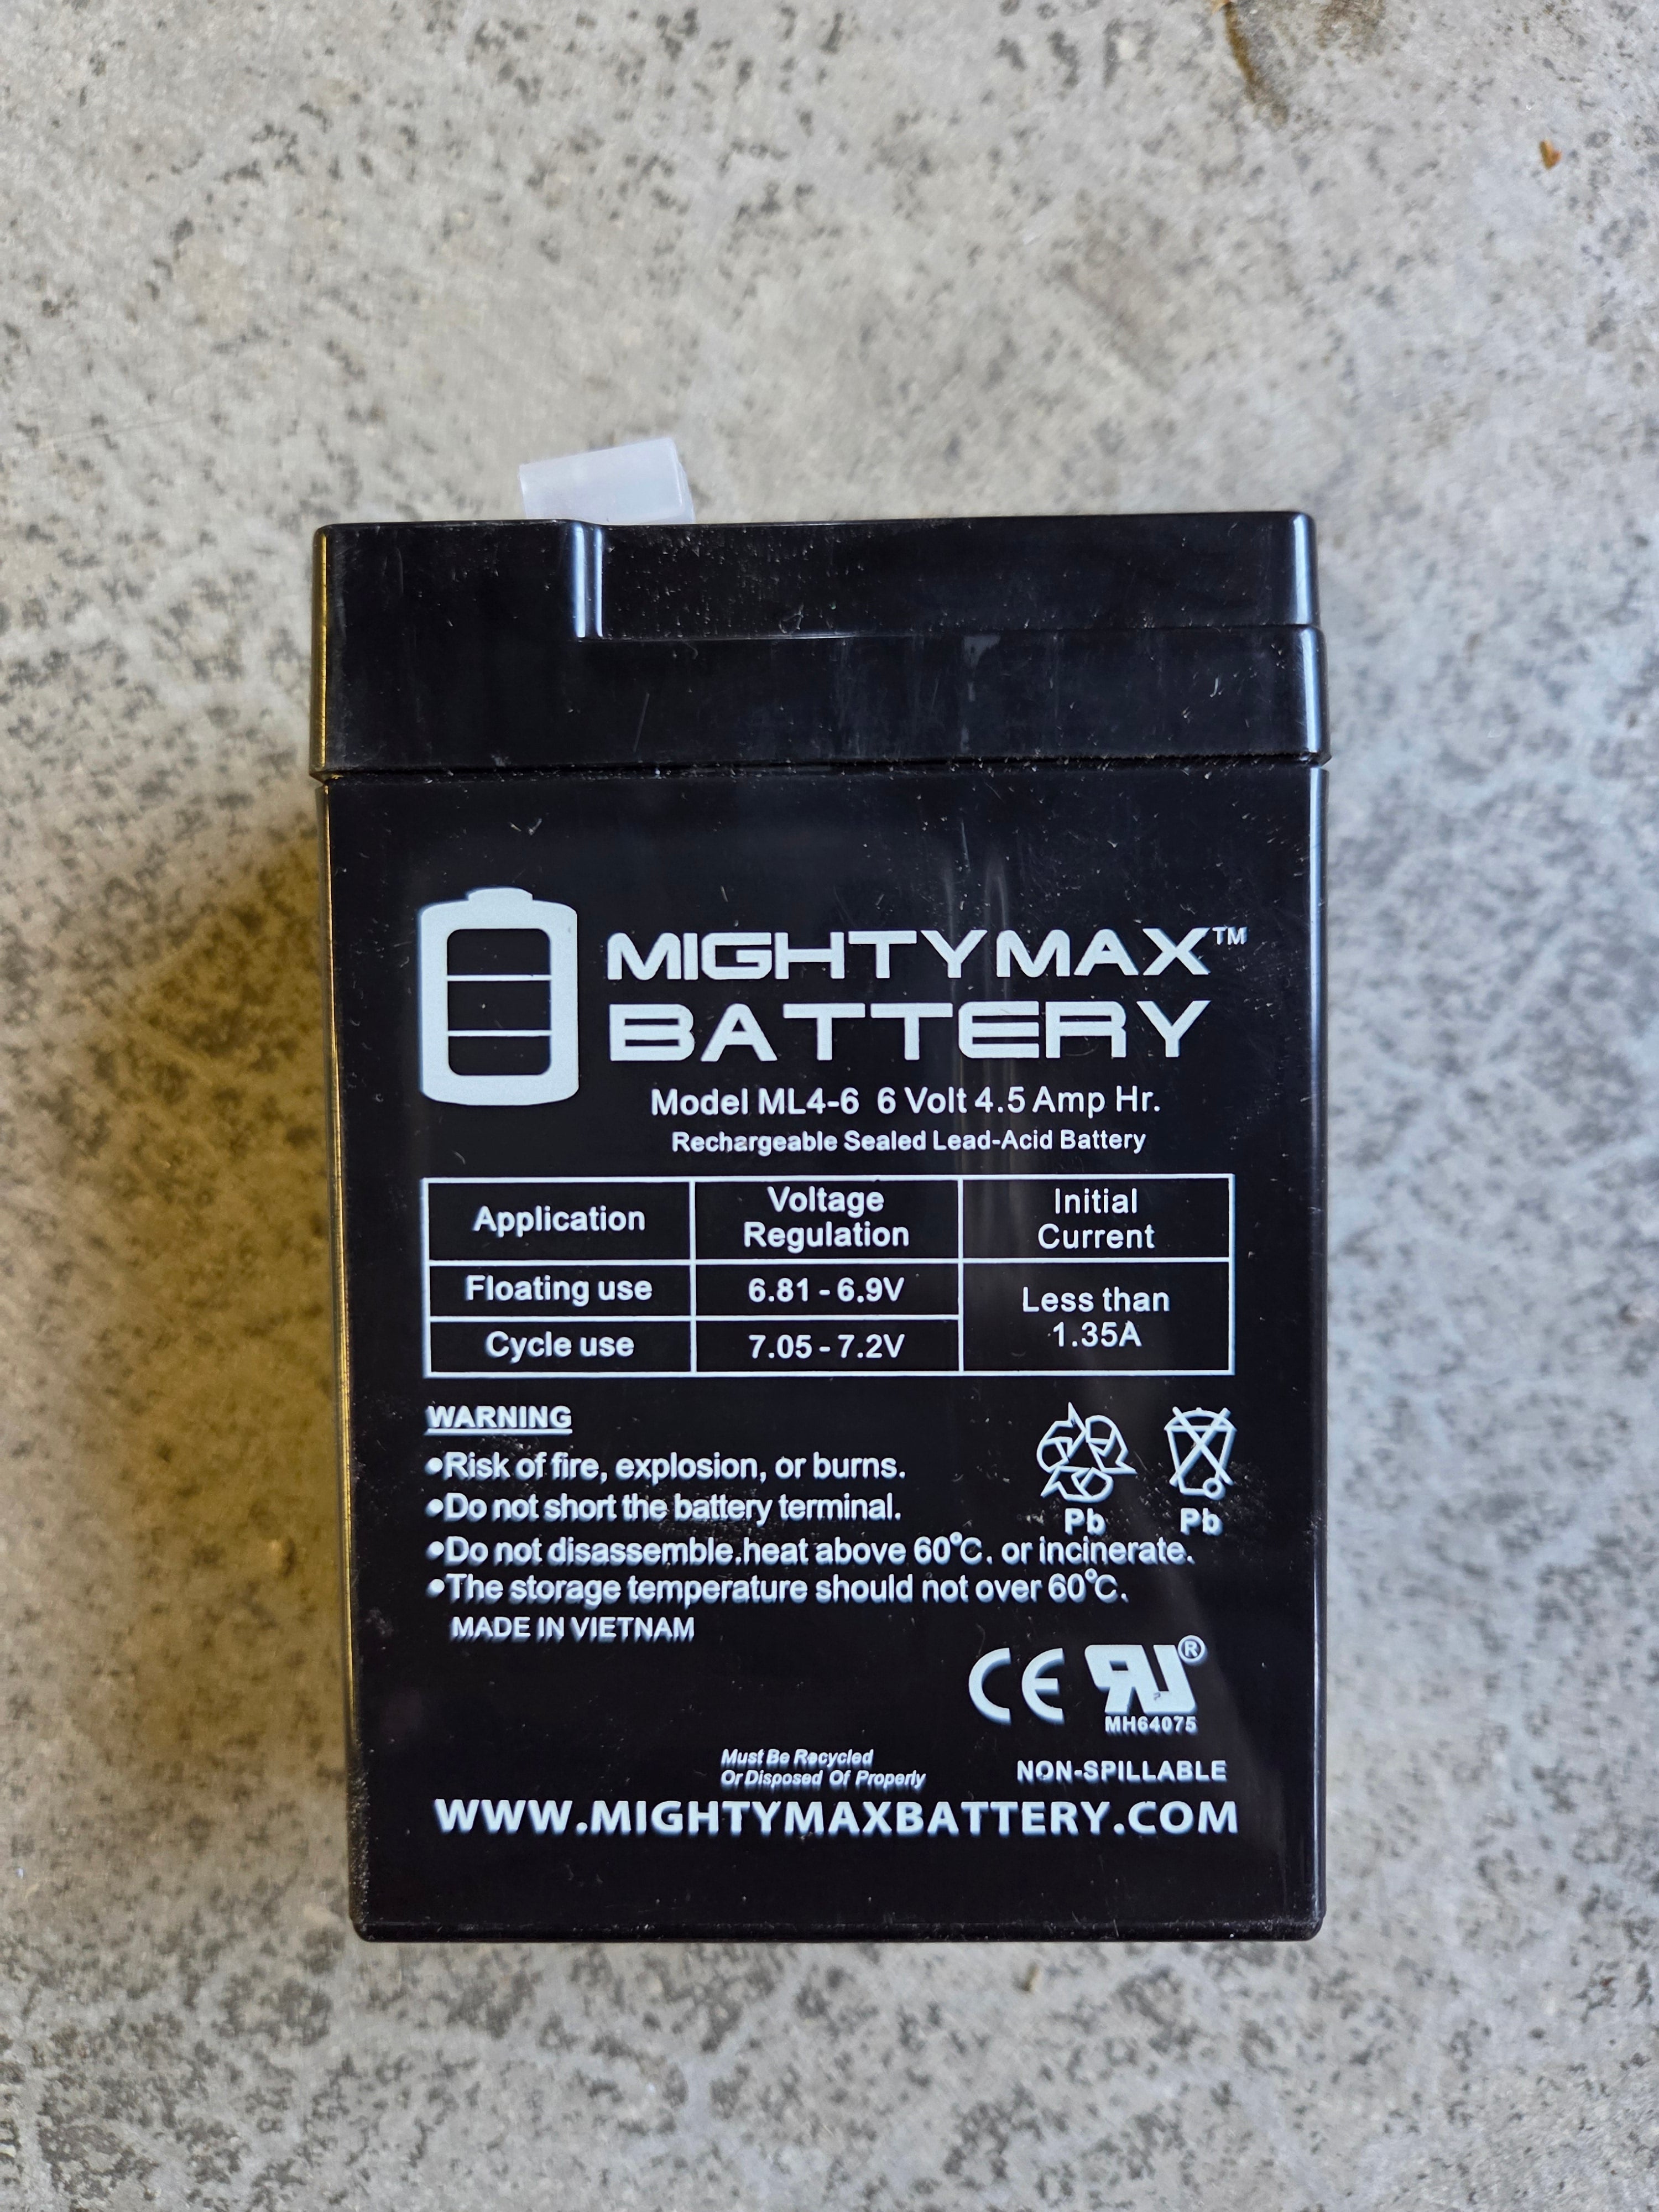 MIGHTYMAX™
BATTERY
Model ML4-6 6 Volt 4.5 Amp Hr.
Rechargeable Sealed Lead-Acid Battery
Application Voltage Regulation Initial Current
Floating use 6.81 - 6.9V Less than 1.35A
Cycle use 7.05 - 7.2V
WARNING
•Risk of fire, explosion, or burns.
•Do not short the battery terminal.
Pb Pb
•Do not disassemble.heat above 60℃. or incinerate.
•The storage temperature should not over 60℃.
MADE IN VIETNAM
CE RU®
MH64075
Must Be Recycled
Or Disposed Of Properly
NON-SPILLABLE
WWW.MIGHTYMAXBATTERY.COM